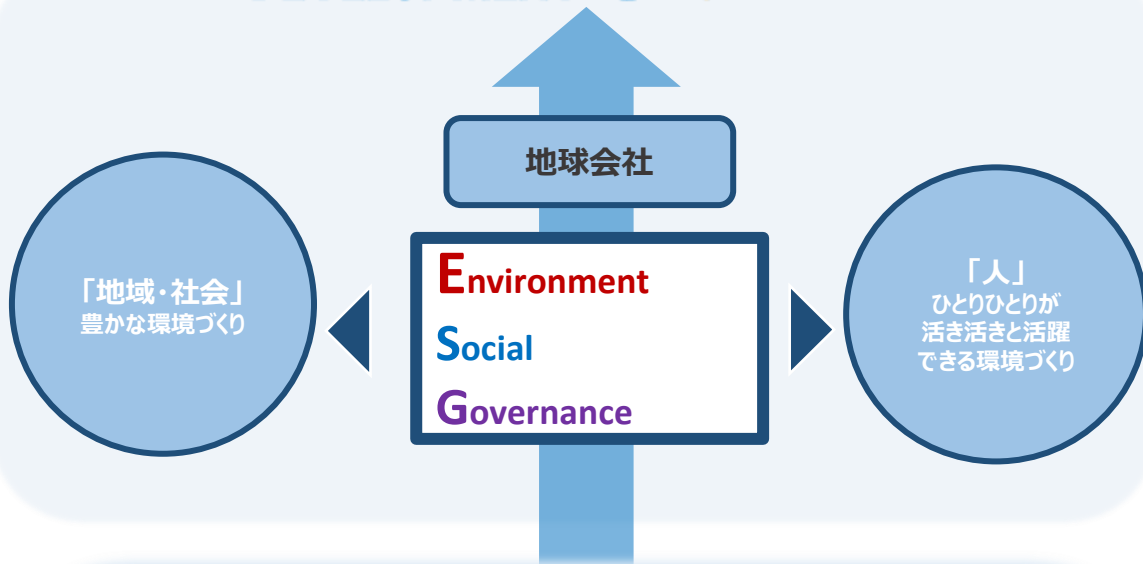 地球会社
「地域･社会」
豊かな環境づくり
Environment
Social
Governance
「人」
ひとりひとりが
活き活きと活躍
できる環境づくり